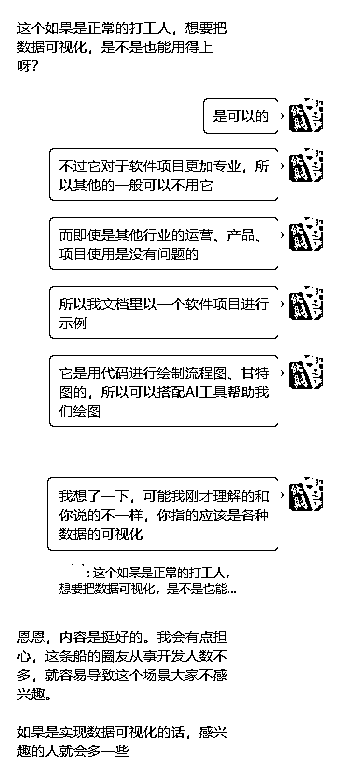 这个如果是正常的打工人，想要把
数据可视化，是不是也能用得上
呀？
是可以的
不过它对于软件项目更加专业，所
以其他的一般可以不用它
而即使是其他行业的运营、产品、
项目使用是没有问题的
所以我文档里以一个软件项目进行
示例
它是用代码进行绘制流程图、甘特
图的，所以可以搭配AI工具帮助我
们绘图
我想了一下，可能我刚才理解的和
你说的不一样，你指的应该是各种
数据的可视化
：这个如果是正常的打工人，
想要把数据可视化，是不是也能...
恩恩，内容是挺好的。我会有点担
心，这条船的圈友从事开发人数不
多，就容易导致这个场景大家不感
兴趣。
如果是实现数据可视化的话，感兴
趣的人就会多一些